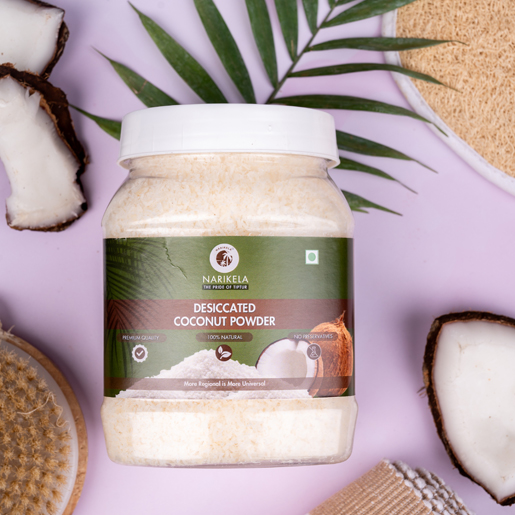 NARIKELA
NARIKELA
THE PRIDE OF TIPTUR
DESICCATED
COCONUT POWDER
PREMIUM QUALITY
100% NATURAL
NO PRESERVATIVES
More Regional is More Universal